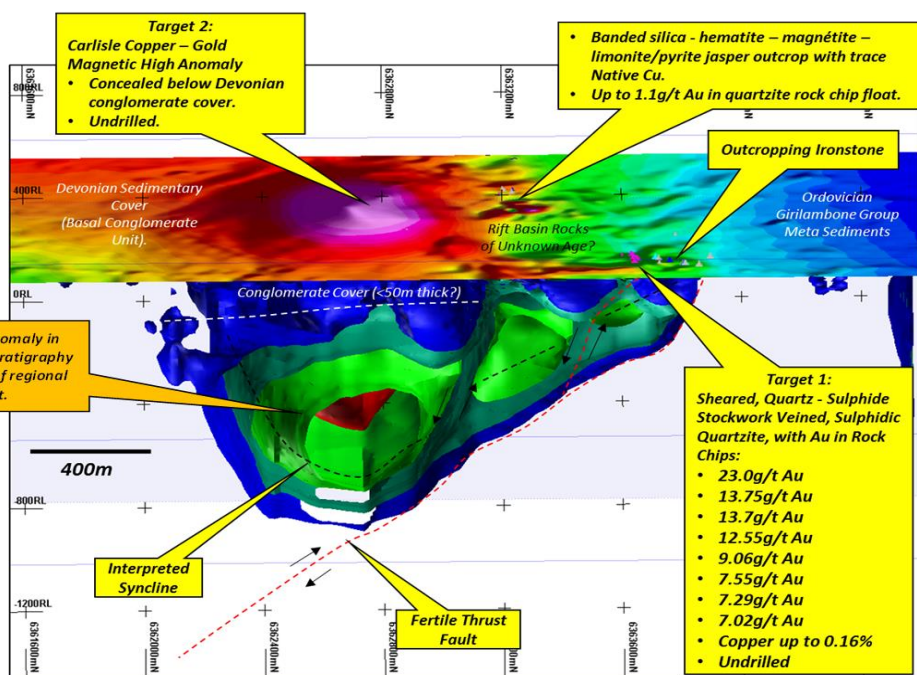 Target 2:
Carlisle Copper – Gold
Magnetic High Anomaly
• Concealed below Devonian
conglomerate cover.
• Undrilled.
• Banded silica - hematite – magnétite –
limonite/pyrite jasper outcrop with trace
Native Cu.
• Up to 1.1g/t Au in quartzite rock chip float.
Outcropping Ironstone
6362800mN
6363200mN
400RL
Devonian Sedimentary
Cover
(Basal Conglomerate
Unit).
Rift Basin Rocks
of Unknown Age?
Ordovician
Girilambone Group
Meta Sediments
0RL
Conglomerate Cover (<50m thick?)
nomaly in
ratigraphy
of regional
t.
400m
-800RL
Interpreted
Syncline
Fertile Thrust
Fault
Target 1:
Sheared, Quartz - Sulphide
Stockwork Veined, Sulphidic
Quartzite, with Au in Rock
Chips:
• 23.0g/t Au
• 13.75g/t Au
• 13.7g/t Au
• 12.55g/t Au
• 9.06g/t Au
• 7.55g/t Au
• 7.29g/t Au
• 7.02g/t Au
• Copper up to 0.16%
• Undrilled
-1200RL
6361600mN
6362000mN
6362400mN
6362800mN
6363600mN